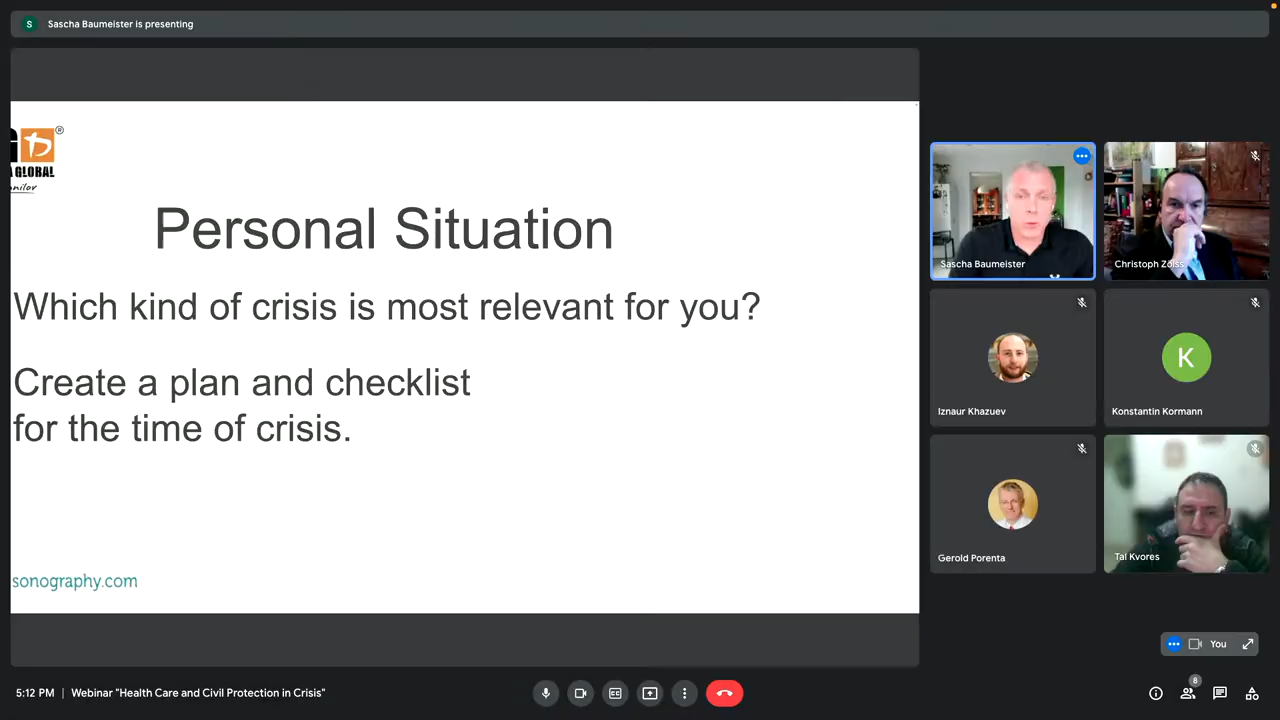 S
Sascha Baumeister is presenting
GLOBAL
Personal Situation
Which kind of crisis is most relevant for you?
Create a plan and checklist
for the time of crisis.
sonography.com
Sascha Baumeister
Christoph Zolss
Iznaur Khazuev
K
Konstantin Kormann
Gerold Porenta
Tal Kvores
You
5:12 PM | Webinar "Health Care and Civil Protection in Crisis"
8